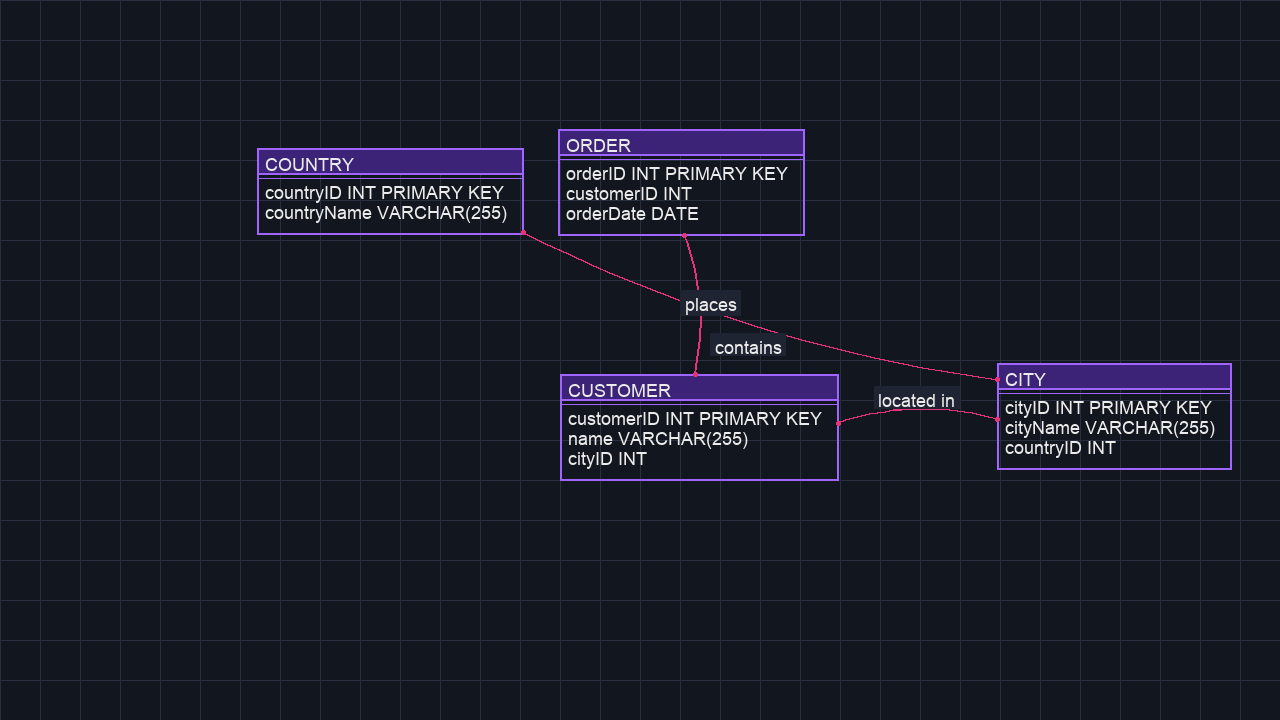 COUNTRY
countryID INT PRIMARY KEY
countryName VARCHAR(255)
ORDER
orderID INT PRIMARY KEY
customerID INT
orderDate DATE
places
contains
CUSTOMER
customerID INT PRIMARY KEY
name VARCHAR(255)
cityID INT
located in
CITY
cityID INT PRIMARY KEY
cityName VARCHAR(255)
countryID INT